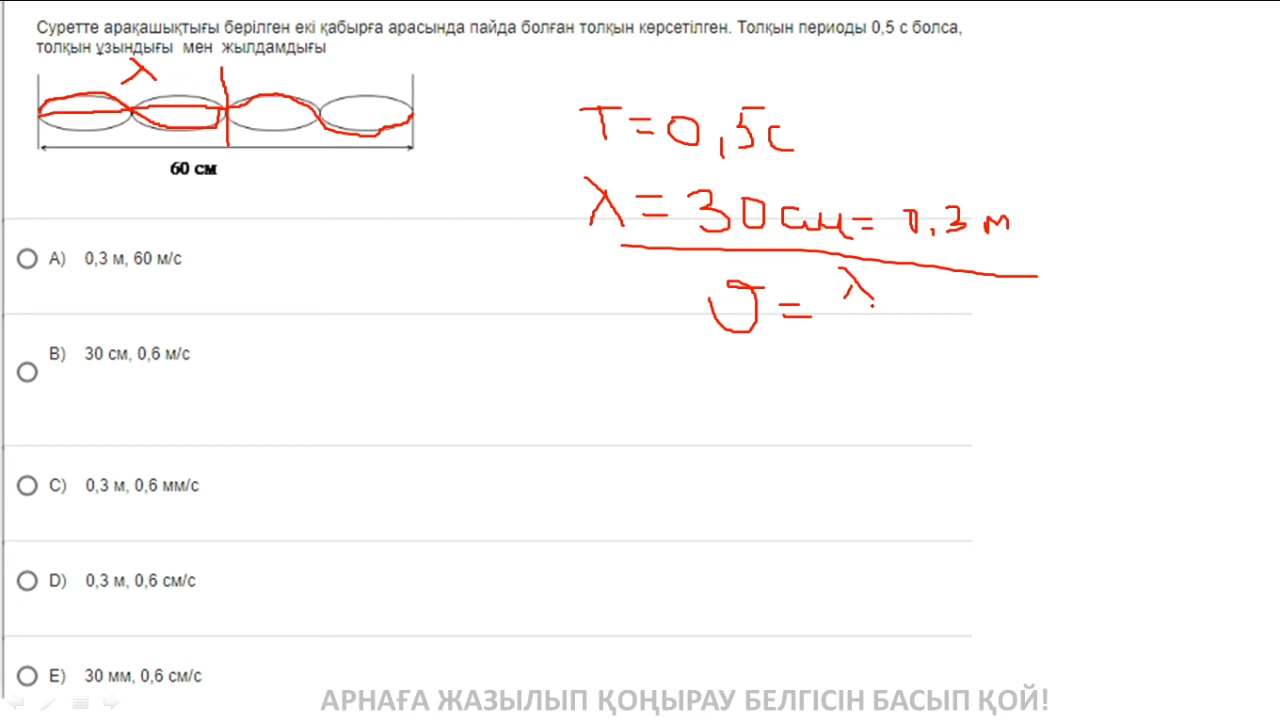 Суретте арақашықтығы берілген екі қабырға арасында пайда болған толқын көрсетілген. Толқын периоды 0,5 с болса,
толқын ұзындығы мен жылдамдығы
λ
60 см
T = 0,5с
λ = 30см = 0.3 м
υ = λ
A) 0,3 м, 60 м/с
B) 30 см, 0,6 м/с
C) 0,3 м, 0,6 мм/с
D) 0,3 м, 0,6 см/с
E) 30 мм, 0,6 см/с
АРНАҒА ЖАЗЫЛЫП ҚОҢЫРАУ БЕЛГІСІН БАСЫП ҚОЙ!